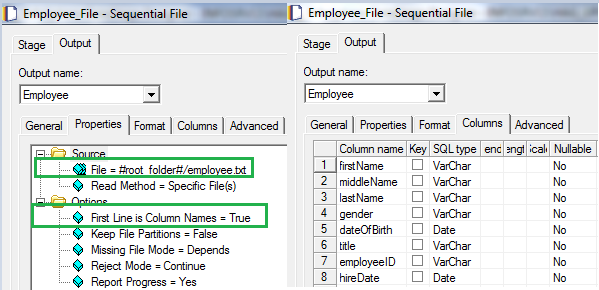 Employee_File - Sequential File
Stage Output
Output name:
Employee
General Properties Format Columns Advanced
Source
File = #root_folder#/employee.txt
Read Method = Specific File(s)
Options
First Line is Column Names = True
Keep File Partitions = False
Missing File Mode = Depends
Reject Mode = Continue
Report Progress = Yes
Employee_File - Sequential File
Stage Output
Output name:
Employee
General Properties Format Columns Advanced
Column name Key SQL type end engt cale Nullable
1 firstName VarChar No
2 middleName VarChar No
3 lastName VarChar No
4 gender VarChar No
5 dateOfBirth Date No
6 title VarChar No
7 employeeID VarChar No
8 hireDate Date No